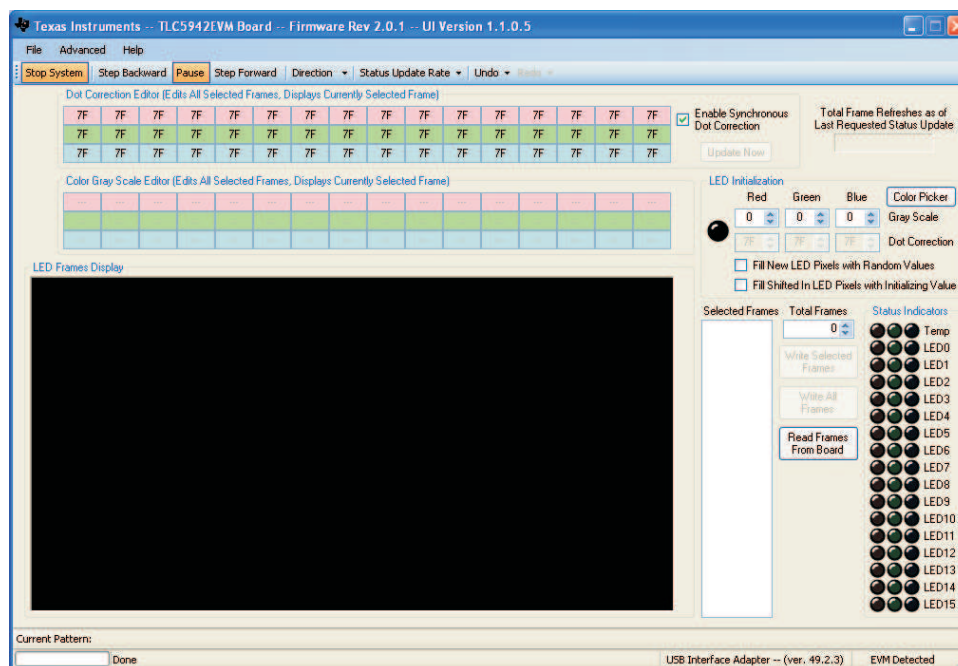 Texas Instruments -- TLC5942EVM Board -- Firmware Rev 2.0.1 -- UI Version 1.1.0.5
File Advanced Help
Stop System Step Backward Pause Step Forward Direction Status Update Rate Undo Redo
Dot Correction Editor (Edits All Selected Frames, Displays Currently Selected Frame)
7F 7F 7F 7F 7F 7F 7F 7F 7F 7F 7F 7F 7F 7F 7F 7F
7F 7F 7F 7F 7F 7F 7F 7F 7F 7F 7F 7F 7F 7F 7F 7F
7F 7F 7F 7F 7F 7F 7F 7F 7F 7F 7F 7F 7F 7F 7F 7F
Enable Synchronous
Dot Correction
Update Now
Total Frame Refreshes as of
Last Requested Status Update
Color Gray Scale Editor (Edits All Selected Frames, Displays Currently Selected Frame)
--- --- --- --- --- --- --- --- --- --- --- --- --- --- --- ---
LED Initialization
Red Green Blue Color Picker
0 0 0 Gray Scale
7F 7F 7F Dot Correction
Fill New LED Pixels with Random Values
Fill Shifted In LED Pixels with Initializing Value
LED Frames Display
Selected Frames Total Frames Status Indicators
0
Write Selected
Frames
Write All
Frames
Read Frames
From Board
Temp
LED0
LED1
LED2
LED3
LED4
LED5
LED6
LED7
LED8
LED9
LED10
LED11
LED12
LED13
LED14
LED15
Current Pattern:
Done USB Interface Adapter -- (ver. 49.2.3) EVM Detected